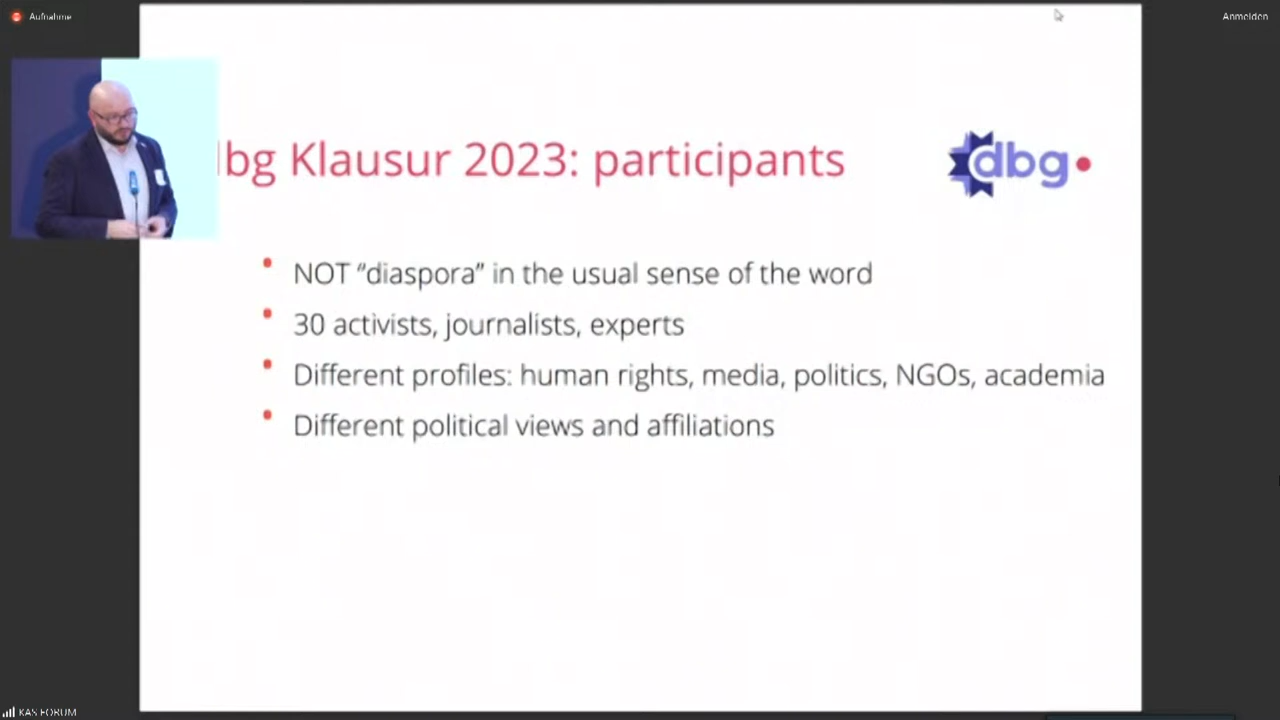 Aufnahme
Anmelden
bg Klausur 2023: participants
dbg
NOT “diaspora” in the usual sense of the word
30 activists, journalists, experts
Different profiles: human rights, media, politics, NGOs, academia
Different political views and affiliations
KAS FORUM